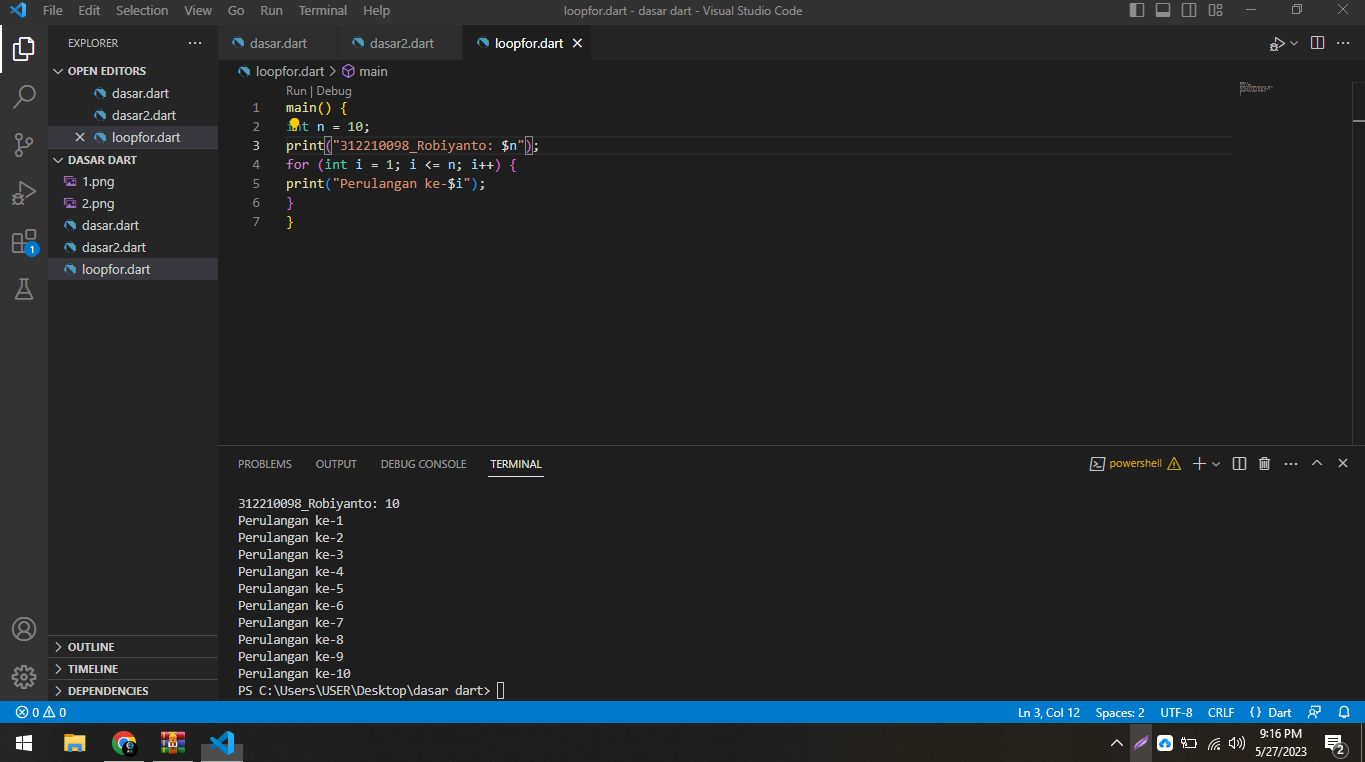 File Edit Selection View Go Run Terminal Help loopfor.dart - dasar dart - Visual Studio Code
EXPLORER
OPEN EDITORS
dasar.dart
dasar2.dart
loopfor.dart
DASAR DART
1.png
2.png
dasar.dart
dasar2.dart
loopfor.dart
OUTLINE
TIMELINE
DEPENDENCIES
1
dasar.dart dasar2.dart loopfor.dart
loopfor.dart > main
Run | Debug
1 main() {
2 int n = 10;
3 print("312210098_Robiyanto: $n");
4 for (int i = 1; i <= n; i++) {
5 print("Perulangan ke-$i");
6 }
7 }
PROBLEMS OUTPUT DEBUG CONSOLE TERMINAL powershell
312210098_Robiyanto: 10
Perulangan ke-1
Perulangan ke-2
Perulangan ke-3
Perulangan ke-4
Perulangan ke-5
Perulangan ke-6
Perulangan ke-7
Perulangan ke-8
Perulangan ke-9
Perulangan ke-10
PS C:\Users\USER\Desktop\dasar dart>
0 0 Ln 3, Col 12 Spaces: 2 UTF-8 CRLF {} Dart
9:16 PM
5/27/2023
2